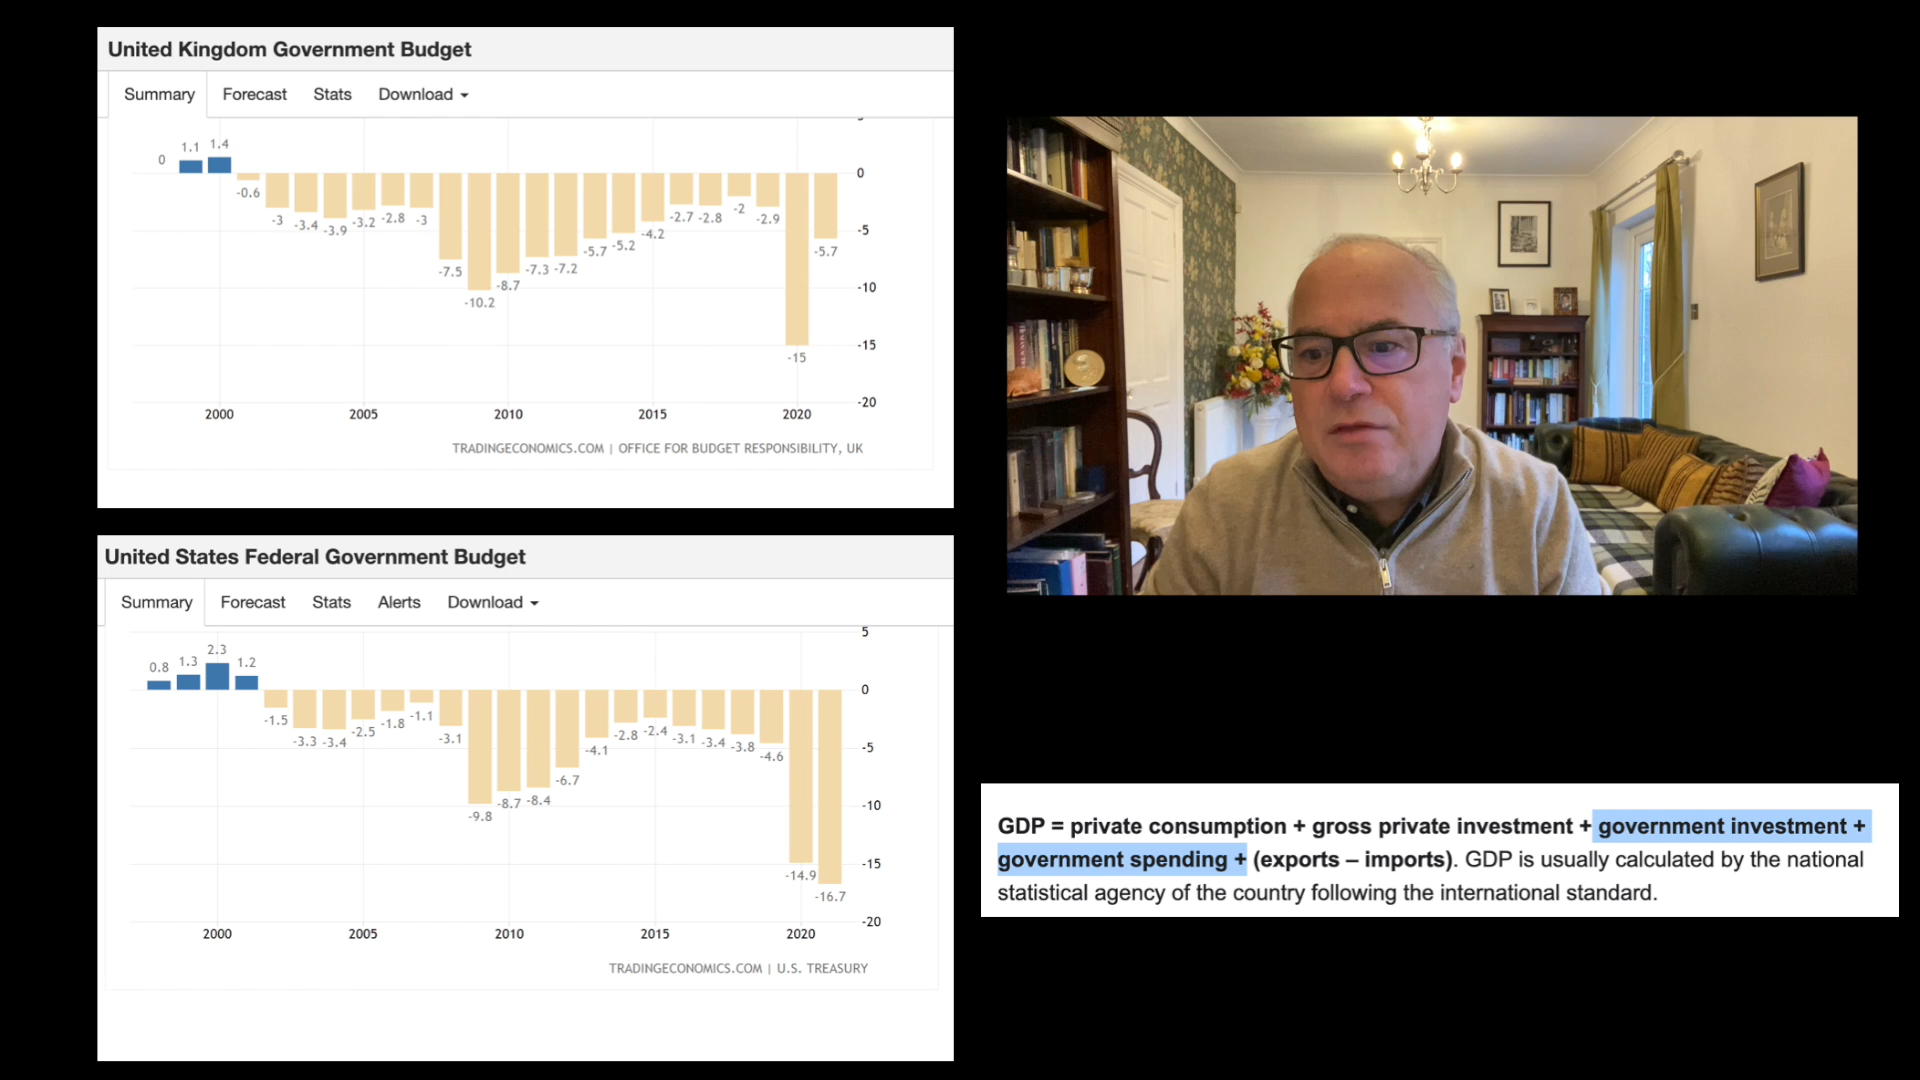 United Kingdom Government Budget
Summary Forecast Stats Download
0 1.1 1.4 -0.6 -3 -3.4 -3.9 -3.2 -2.8 -3 -7.5 -10.2 -8.7 -7.3 -7.2 -5.7 -5.2 -4.2 -2.7 -2.8 -2 -2.9 -15 -5.7
0
-5
-10
-15
-20
2000 2005 2010 2015 2020
TRADINGECONOMICS.COM | OFFICE FOR BUDGET RESPONSIBILITY, UK
United States Federal Government Budget
Summary Forecast Stats Alerts Download
0.8 1.3 2.3 1.2 -1.5 -3.3 -3.4 -2.5 -1.8 -1.1 -3.1 -9.8 -8.7 -8.4 -6.7 -4.1 -2.8 -2.4 -3.1 -3.4 -3.8 -4.6 -14.9 -16.7
5
0
-5
-10
-15
-20
2000 2005 2010 2015 2020
TRADINGECONOMICS.COM | U.S. TREASURY
GDP = private consumption + gross private investment + government investment +
government spending + (exports – imports). GDP is usually calculated by the national
statistical agency of the country following the international standard.